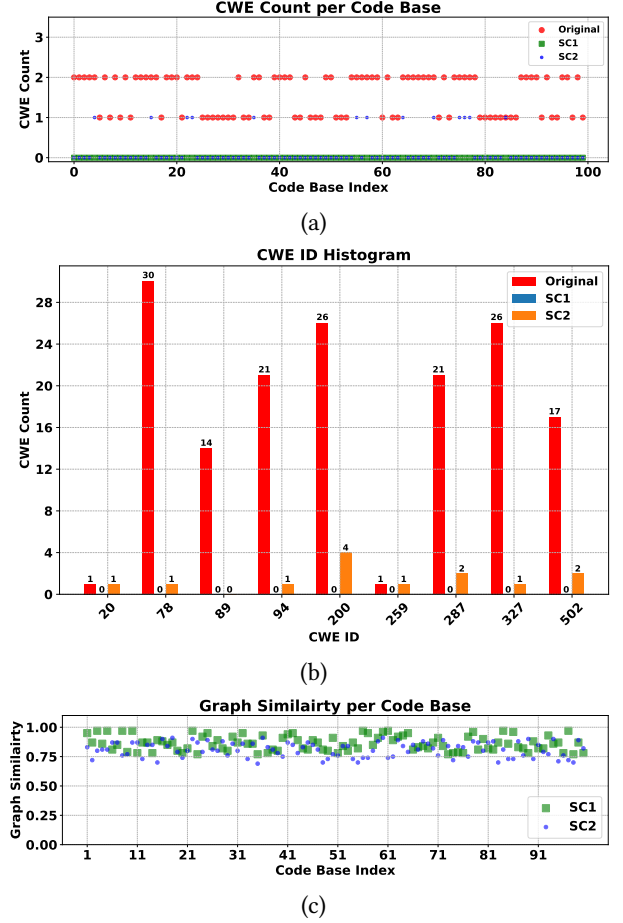 CWE Count per Code Base
CWE Count
3
2
1
0
Original
SC1
SC2
0 20 40 60 80 100
Code Base Index
(a)
CWE ID Histogram
CWE Count
28
24
20
16
12
8
4
0
Original
SC1
SC2
1 0 1 30 0 1 14 0 0 21 0 1 26 0 4 1 0 1 21 0 2 26 0 1 17 0 2
20 78 89 94 200 259 287 327 502
CWE ID
(b)
Graph Similairty per Code Base
Graph Similairty
1.00
0.75
0.50
0.25
0.00
SC1
SC2
1 11 21 31 41 51 61 71 81 91
Code Base Index
(c)